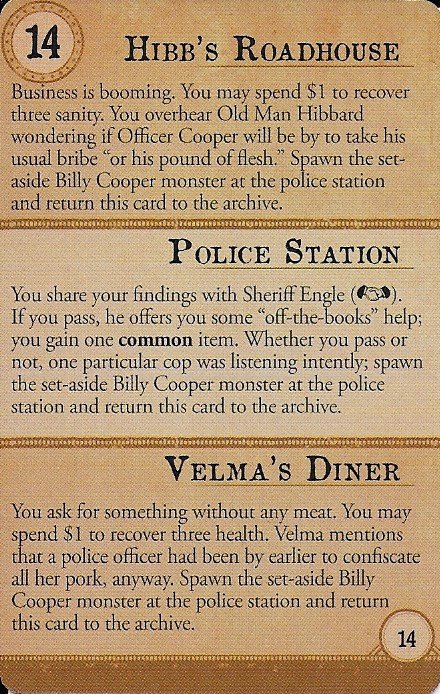 14
HIBB'S ROADHOUSE
Business is booming. You may spend $1 to recover
three sanity. You overhear Old Man Hibbard
wondering if Officer Cooper will be by to take his
usual bribe “or his pound of flesh.” Spawn the set-
aside Billy Cooper monster at the police station
and return this card to the archive.
POLICE STATION
You share your findings with Sheriff Engle ( ).
If you pass, he offers you some “off-the-books” help;
you gain one common item. Whether you pass or
not, one particular cop was listening intently; spawn
the set-aside Billy Cooper monster at the police
station and return this card to the archive.
VELMA'S DINER
You ask for something without any meat. You may
spend $1 to recover three health. Velma mentions
that a police officer had been by earlier to confiscate
all her pork, anyway. Spawn the set-aside Billy
Cooper monster at the police station and return
this card to the archive.
14